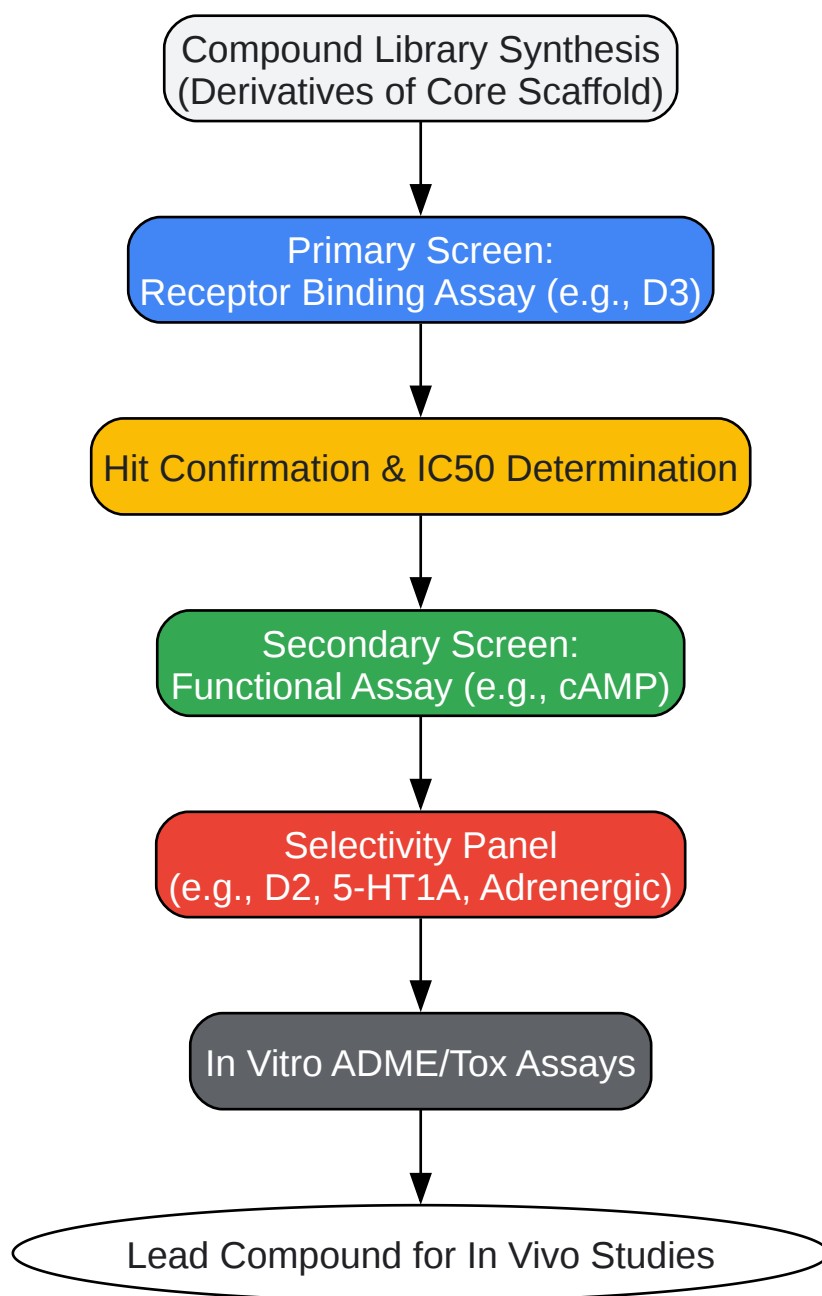 Compound Library Synthesis
(Derivatives of Core Scaffold)
Primary Screen:
Receptor Binding Assay (e.g., D3)
Hit Confirmation & IC50 Determination
Secondary Screen:
Functional Assay (e.g., cAMP)
Selectivity Panel
(e.g., D2, 5-HT1A, Adrenergic)
In Vitro ADME/Tox Assays
Lead Compound for In Vivo Studies